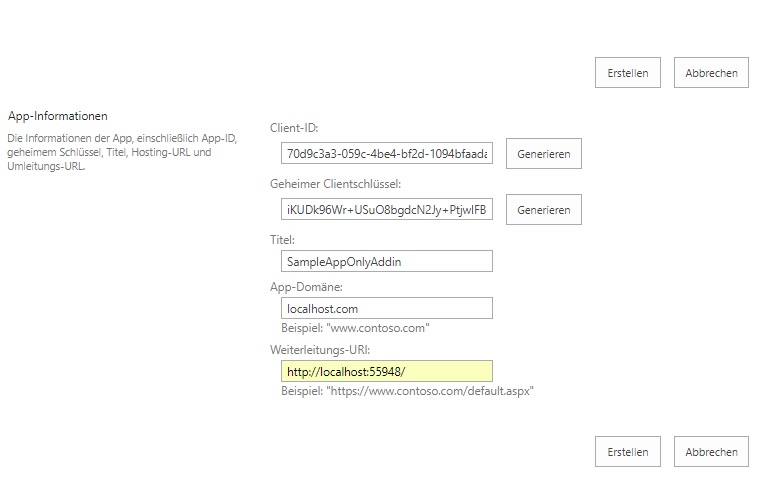 Erstellen Abbrechen
App-Informationen
Die Informationen der App, einschließlich App-ID,
geheimem Schlüssel, Titel, Hosting-URL und
Umleitungs-URL.
Client-ID:
70d9c3a3-059c-4be4-bf2d-1094bfaada Generieren
Geheimer Clientschlüssel:
iKUDk96Wr+USuO8bgdcN2Jy+PtjwlFB Generieren
Titel:
SampleAppOnlyAddin
App-Domäne:
localhost.com
Beispiel: "www.contoso.com"
Weiterleitungs-URI:
http://localhost:55948/
Beispiel: "https://www.contoso.com/default.aspx"
Erstellen Abbrechen